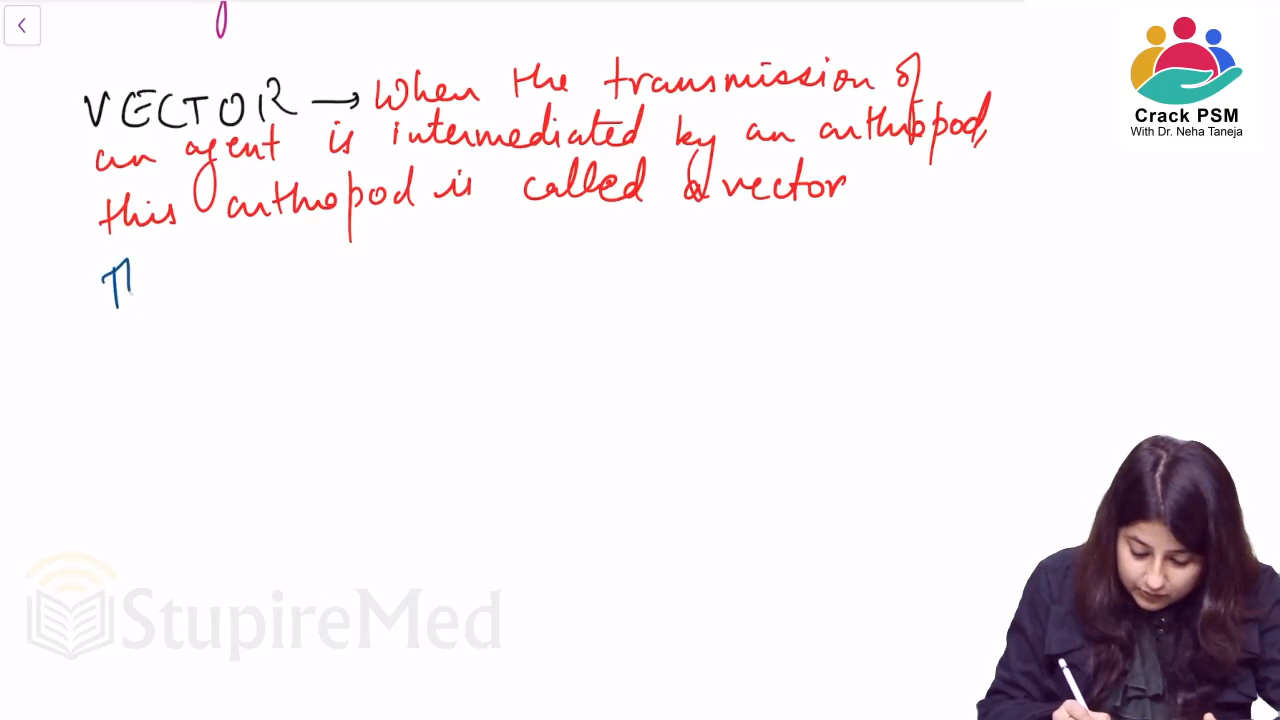 VECTOR → When the transmission of
an agent is intermediated by an arthropod,
this arthropod is called a vector
Crack PSM
With Dr. Neha Taneja
StupireMed